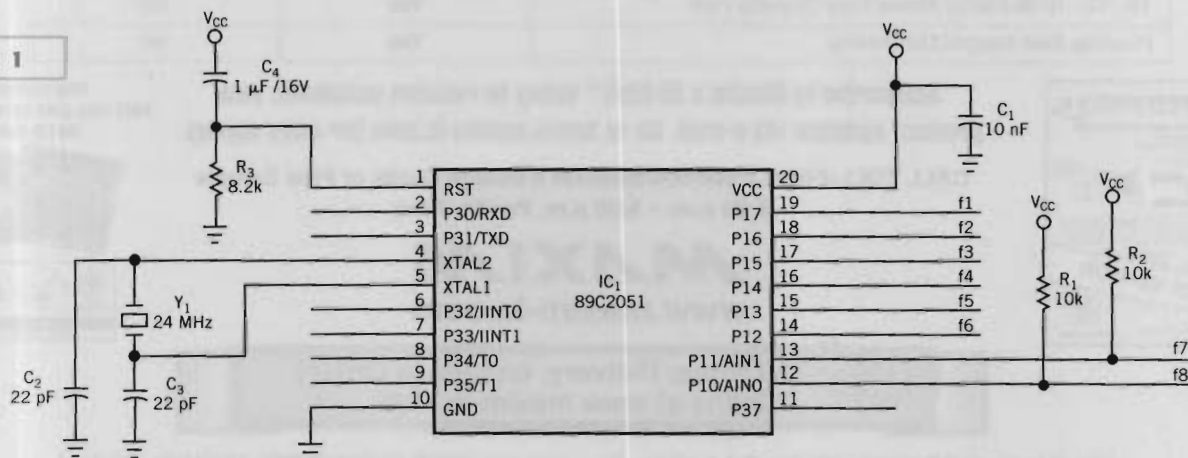 1
VCC
C4
1 µF /16V
R3
8.2k
VCC
C1
10 nF
VCC
R2
10k
VCC
R1
10k
IC1
89C2051
1 RST
2 P30/RXD
3 P31/TXD
4 XTAL2
5 XTAL1
6 P32/IINT0
7 P33/IINT1
8 P34/T0
9 P35/T1
10 GND
VCC 20
P17 19 f1
P16 18 f2
P15 17 f3
P14 16 f4
P13 15 f5
P12 14 f6
P11/AIN1 13 f7
P10/AIN0 12 f8
P37 11
Y1
24 MHz
C2
22 pF
C3
22 pF